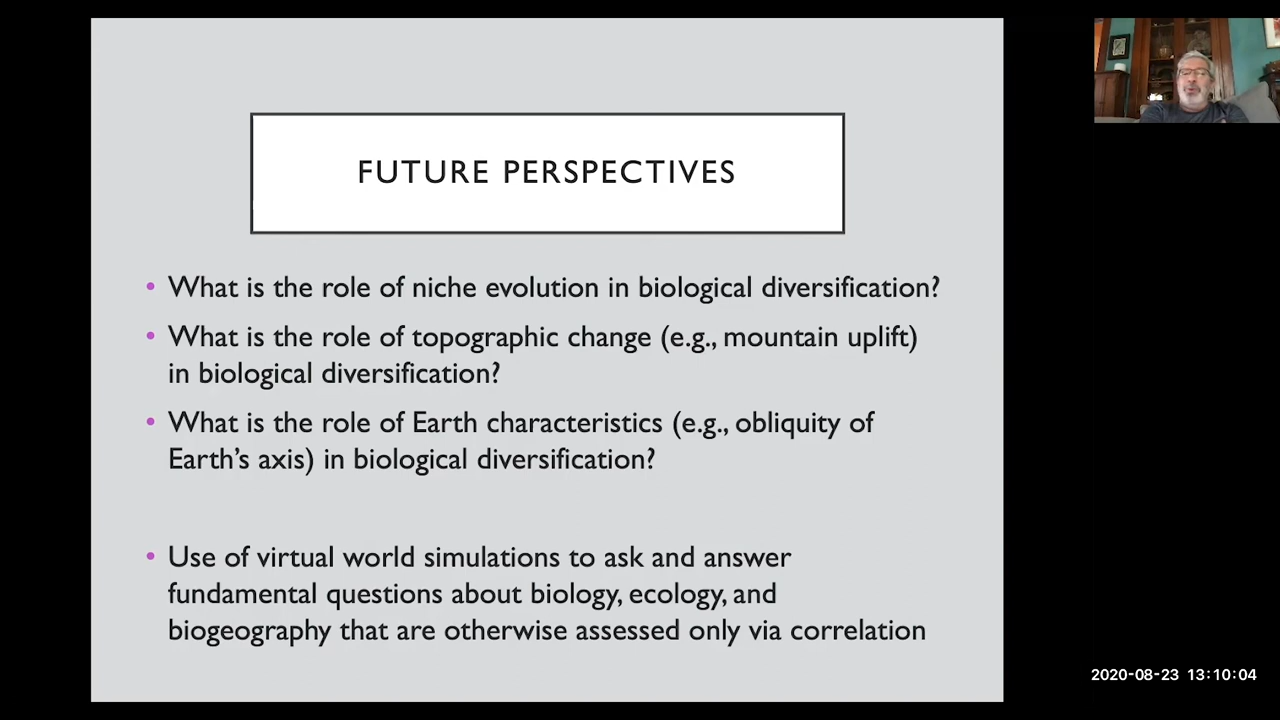 FUTURE PERSPECTIVES
• What is the role of niche evolution in biological diversification?
• What is the role of topographic change (e.g., mountain uplift)
in biological diversification?
• What is the role of Earth characteristics (e.g., obliquity of
Earth’s axis) in biological diversification?
• Use of virtual world simulations to ask and answer
fundamental questions about biology, ecology, and
biogeography that are otherwise assessed only via correlation
2020-08-23 13:10:04